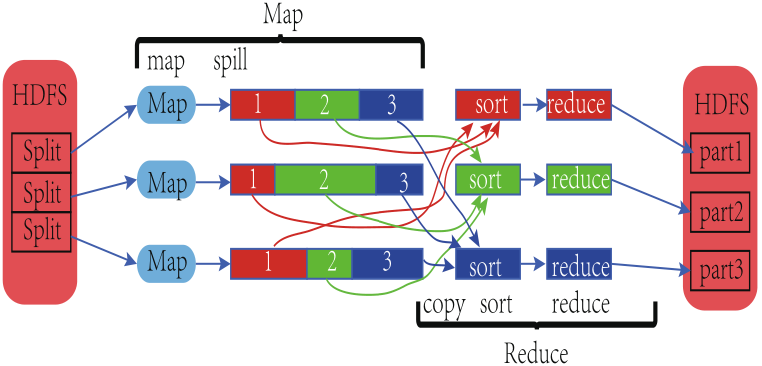 Map
map spill
HDFS
Split
Split
Split
Map
1 2 3
sort
reduce
Map
1 2 3
sort
reduce
Map
1 2 3
sort
reduce
HDFS
part1
part2
part3
copy sort reduce
Reduce